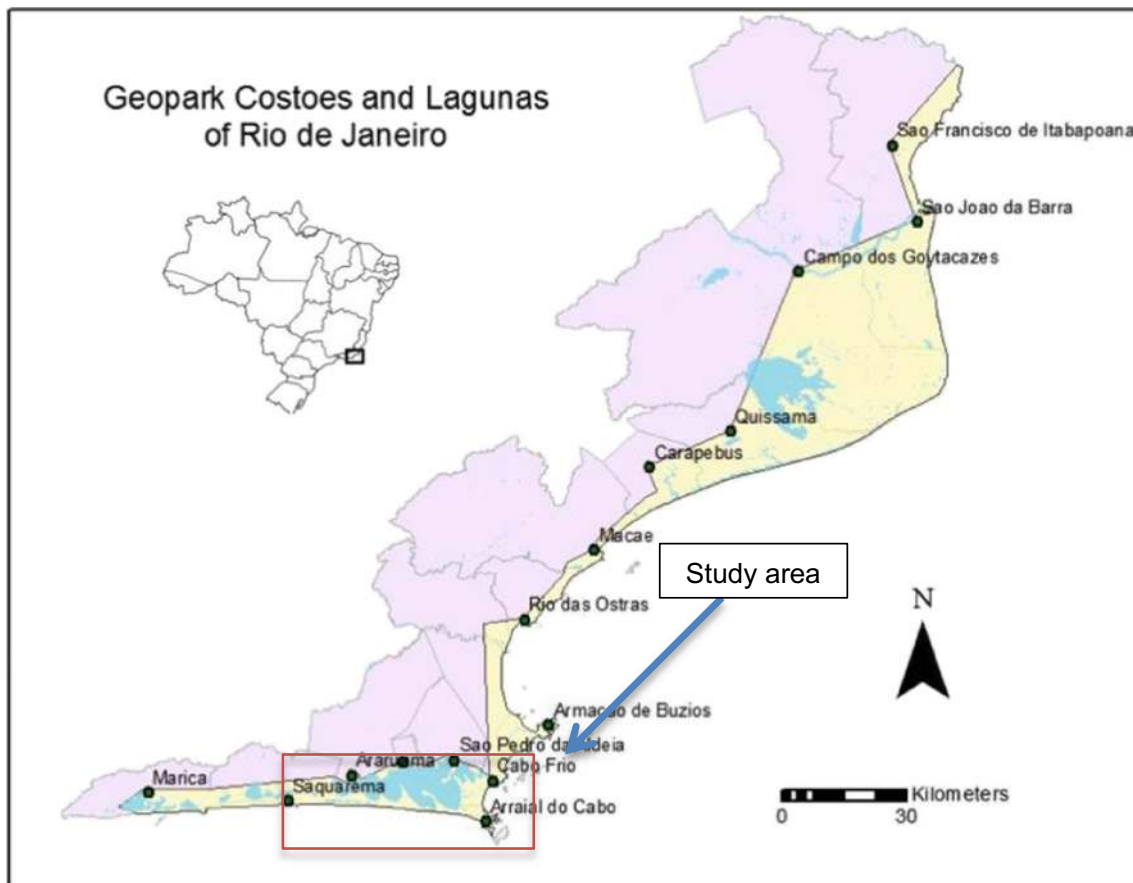 Geopark Costoes and Lagunas
of Rio de Janeiro
Sao Francisco de Itabapoana
Sao Joao da Barra
Campo dos Goytacazes
Quissama
Carapebus
Macae
Study area
Rio das Ostras
N
Armacao de Buzios
Sao Pedro da Aldeia
Araruama
Cabo Frio
Marica
Saquarema
Arraial do Cabo
Kilometers
0 30